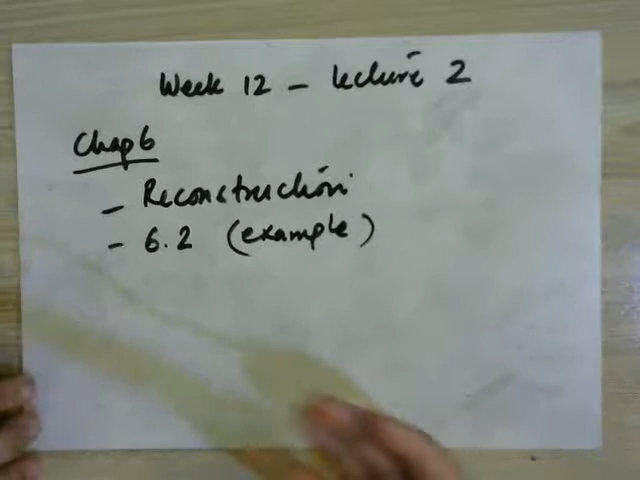 Week 12 - Lecture 2
Chap 6
- Reconstruction.
- 6.2 (example)